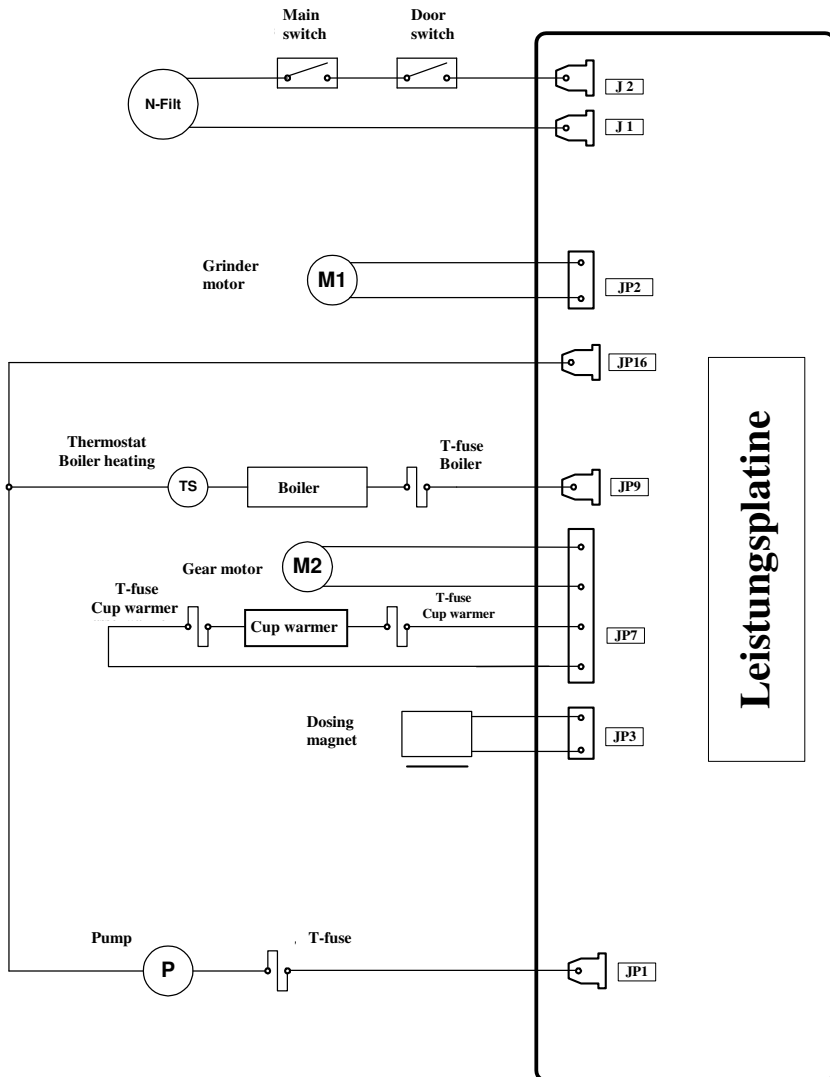 Main
switch
Door
switch
N-Filt
J 2
J 1
Grinder
motor
M1
JP2
JP16
Thermostat
Boiler heating
TS
Boiler
T-fuse
Boiler
JP9
Gear motor
M2
T-fuse
Cup warmer
Cup warmer
T-fuse
Cup warmer
JP7
Dosing
magnet
JP3
Leistungsplatine
Pump
P
T-fuse
JP1